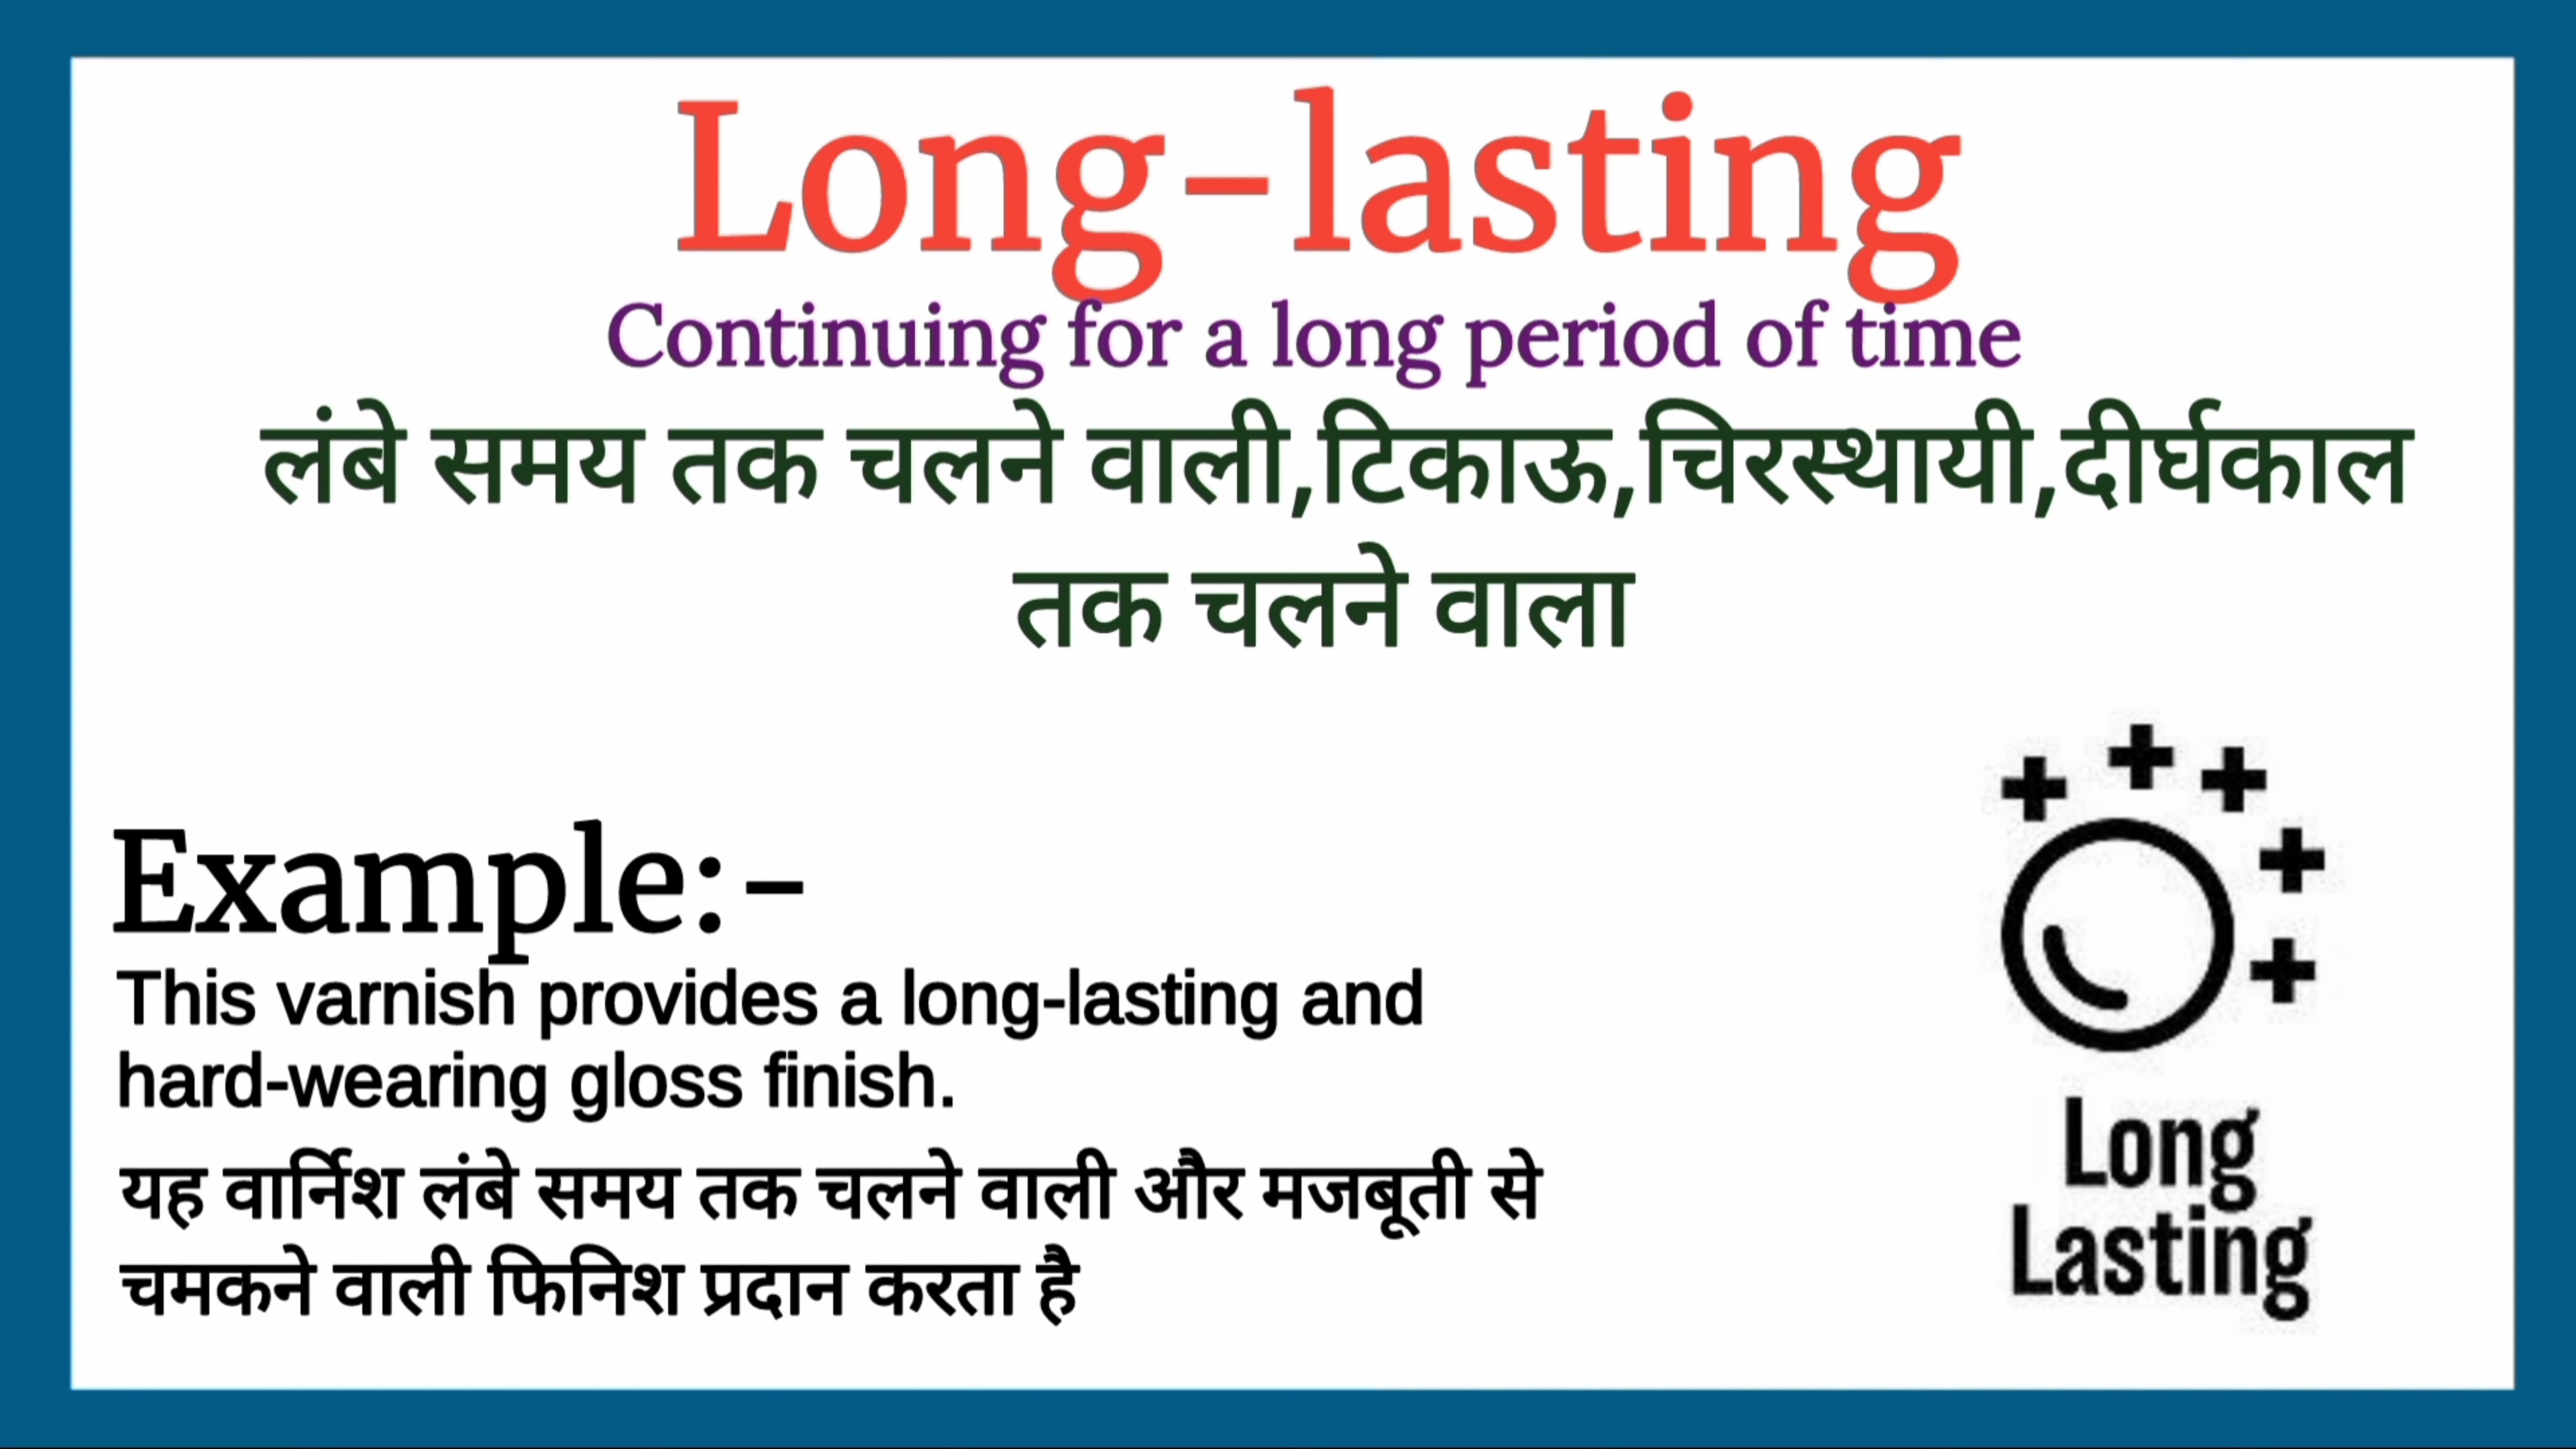 Long-lasting
Continuing for a long period of time
लंबे समय तक चलने वाली,टिकाऊ,चिरस्थायी,दीर्घकाल
तक चलने वाला
Example:-
This varnish provides a long-lasting and
hard-wearing gloss finish.
यह वार्निश लंबे समय तक चलने वाली और मजबूती से
चमकने वाली फिनिश प्रदान करता है
Long
Lasting